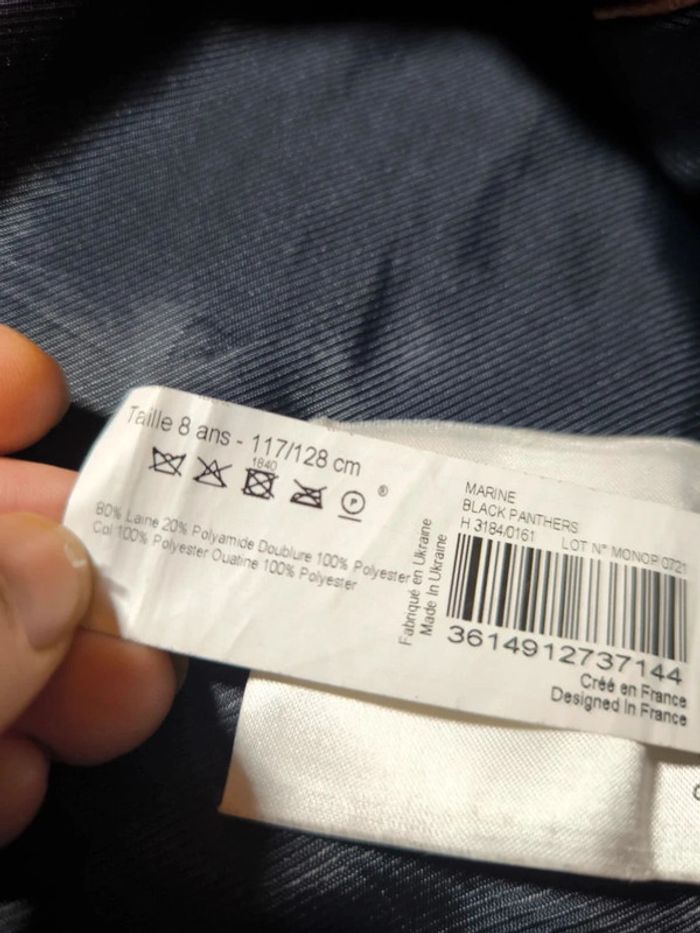 Taille 8 ans - 117/128 cm
1840
P
®
80% Laine 20% Polyamide Doublure 100% Polyester
Col 100% Polyester Ouatine 100% Polyester
Fabriqué en Ukraine
Made In Ukraine
MARINE
BLACK PANTHERS
H 3184/0161 LOT N° MONOP/0721
3614912737144
Créé en France
Designed In France